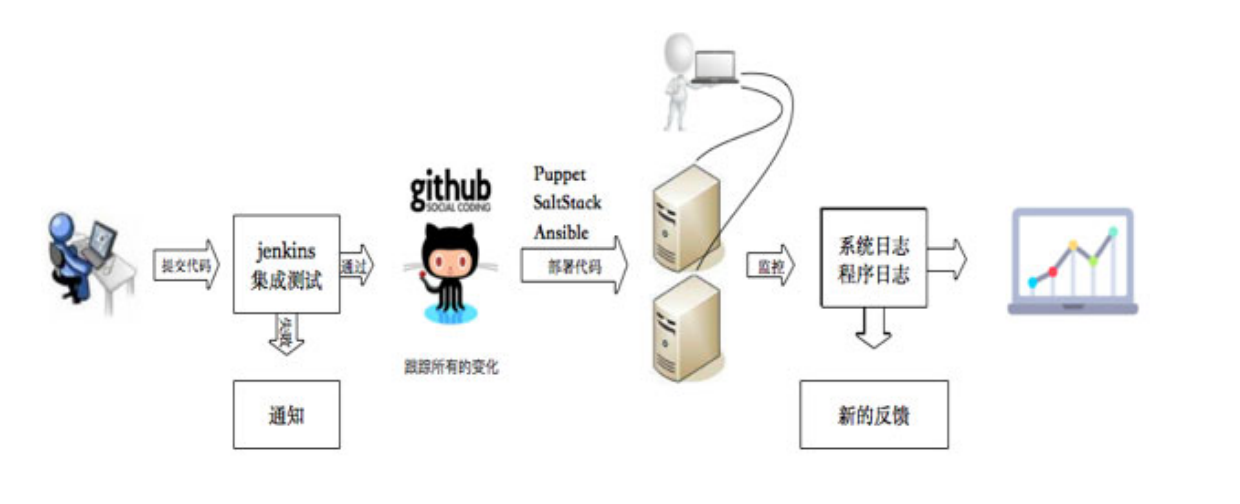 github
SOCIAL CODING
Puppet
SaltStack
Ansible
提交代码
jenkins
集成测试
通过
部署代码
监控
系统日志
程序日志
失败
跟踪所有的变化
通知
新的反馈